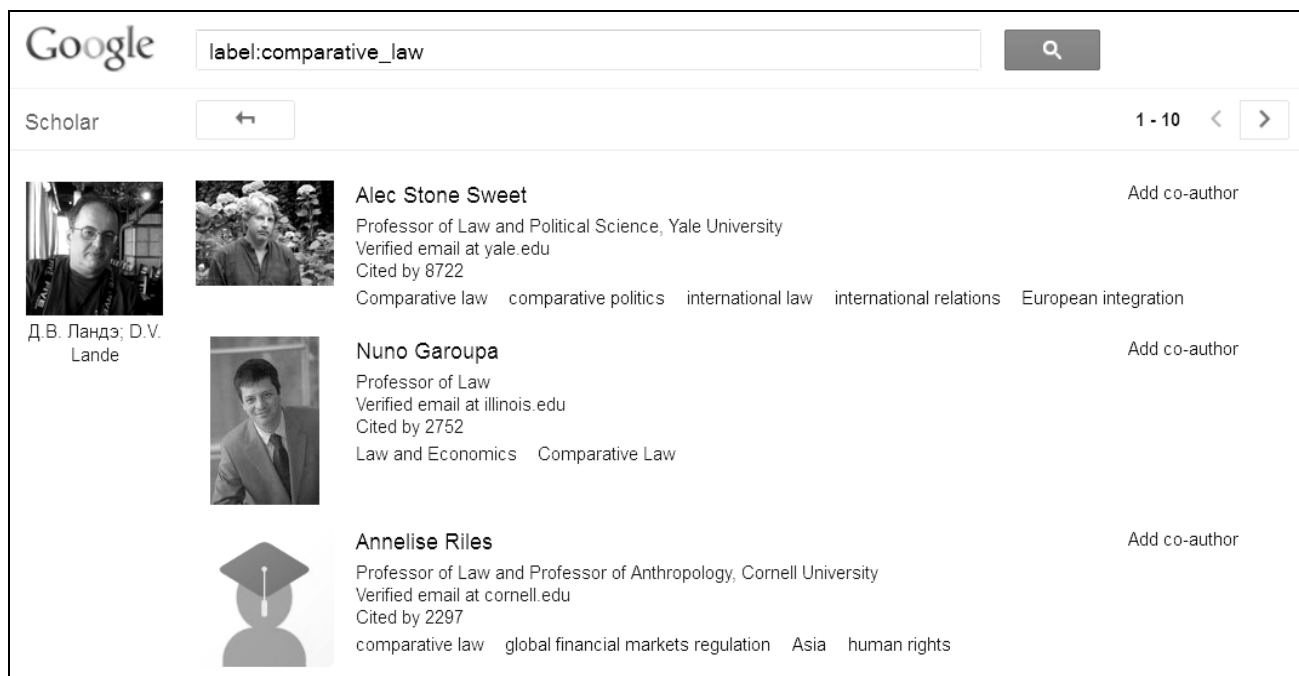 Google
label:comparative_law
Scholar
1 - 10
Д.В. Ландэ; D.V.
Lande
Alec Stone Sweet
Add co-author
Professor of Law and Political Science, Yale University
Verified email at yale.edu
Cited by 8722
Comparative law comparative politics international law international relations European integration
Nuno Garoupa
Add co-author
Professor of Law
Verified email at illinois.edu
Cited by 2752
Law and Economics Comparative Law
Annelise Riles
Add co-author
Professor of Law and Professor of Anthropology, Cornell University
Verified email at cornell.edu
Cited by 2297
comparative law global financial markets regulation Asia human rights